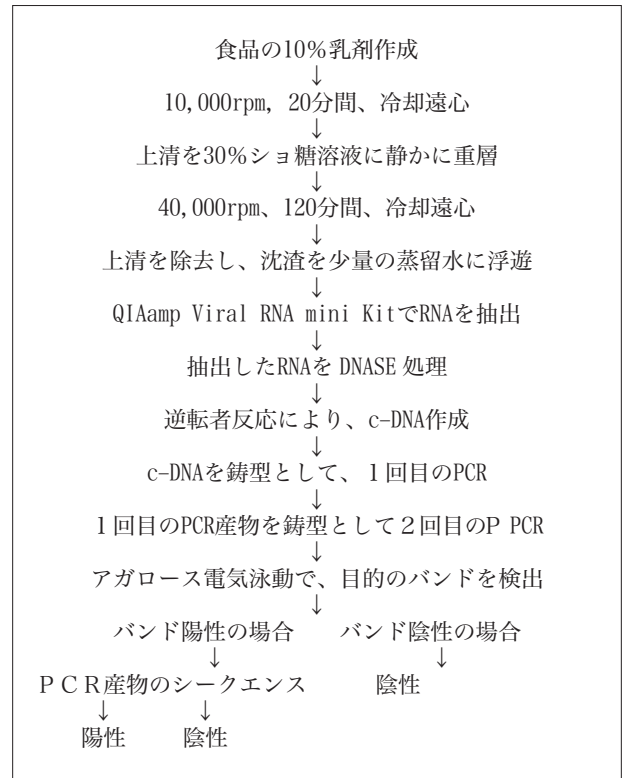 食品の10%乳剤作成
↓
10,000rpm, 20分間、冷却遠心
↓
上清を30%ショ糖溶液に静かに重層
↓
40,000rpm、120分間、冷却遠心
↓
上清を除去し、沈渣を少量の蒸留水に浮遊
↓
QIAamp Viral RNA mini KitでRNAを抽出
↓
抽出したRNAを DNASE 処理
↓
逆転者反応により、c-DNA作成
↓
c-DNAを鋳型として、1回目のPCR
↓
1回目のPCR産物を鋳型として2回目のP PCR
↓
アガロース電気泳動で、目的のバンドを検出
↓
バンド陽性の場合 バンド陰性の場合
↓ ↓
PCR産物のシークエンス 陰性
↓ ↓
陽性 陰性